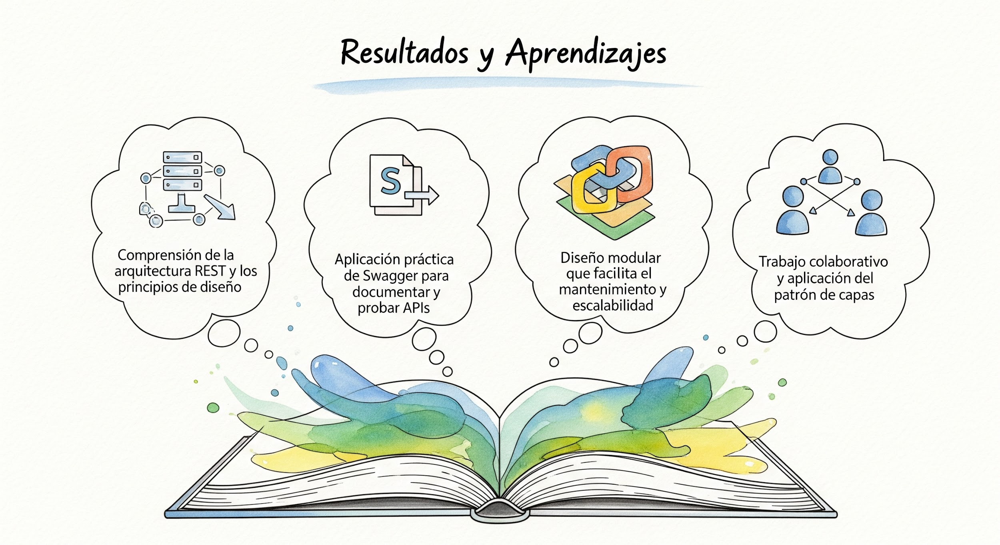 Resultados y Aprendizajes
Comprensión de la
arquitectura REST y los
principios de diseño
S
Aplicación práctica
de Swagger para
documentar y
probar APIs
Diseño modular
que facilita el
mantenimiento y
escalabilidad
Trabajo colaborativo
y aplicación del
patrón de capas